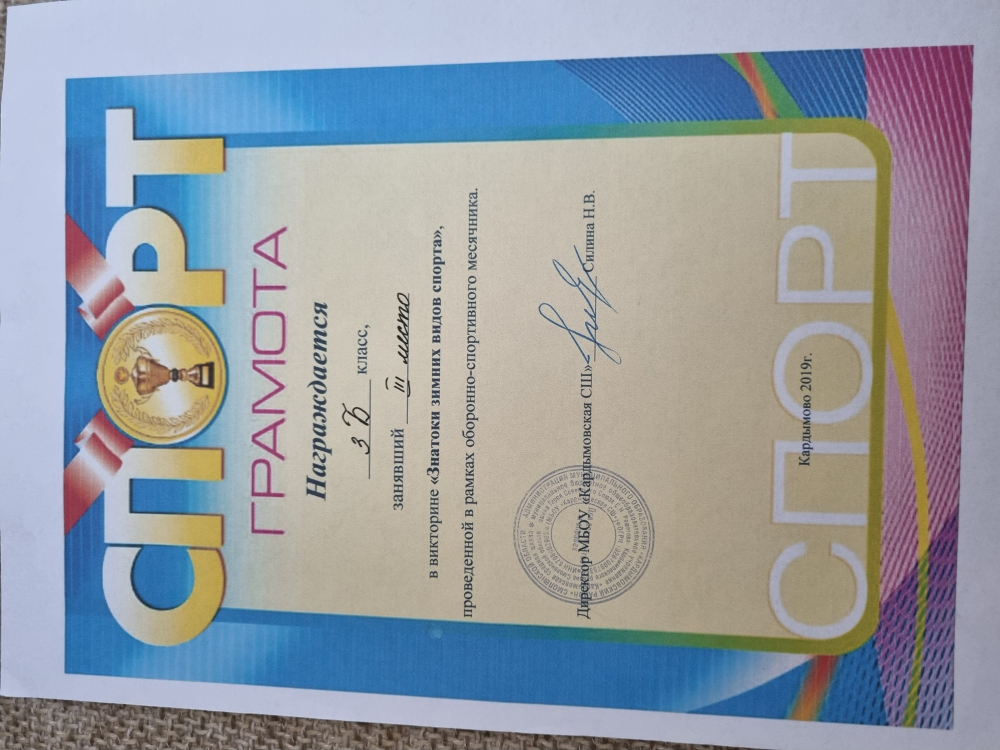 СПОРТ
ГРАМОТА
Награждается
3 Б класс,
занявший III место
в викторине «Знатоки зимних видов спорта»,
проведенной в рамках оборонно-спортивного месячника.
Директор МБОУ «Кардымовская СШ» Силина Н.В.
Кардымово 2019г.
СПОРТ